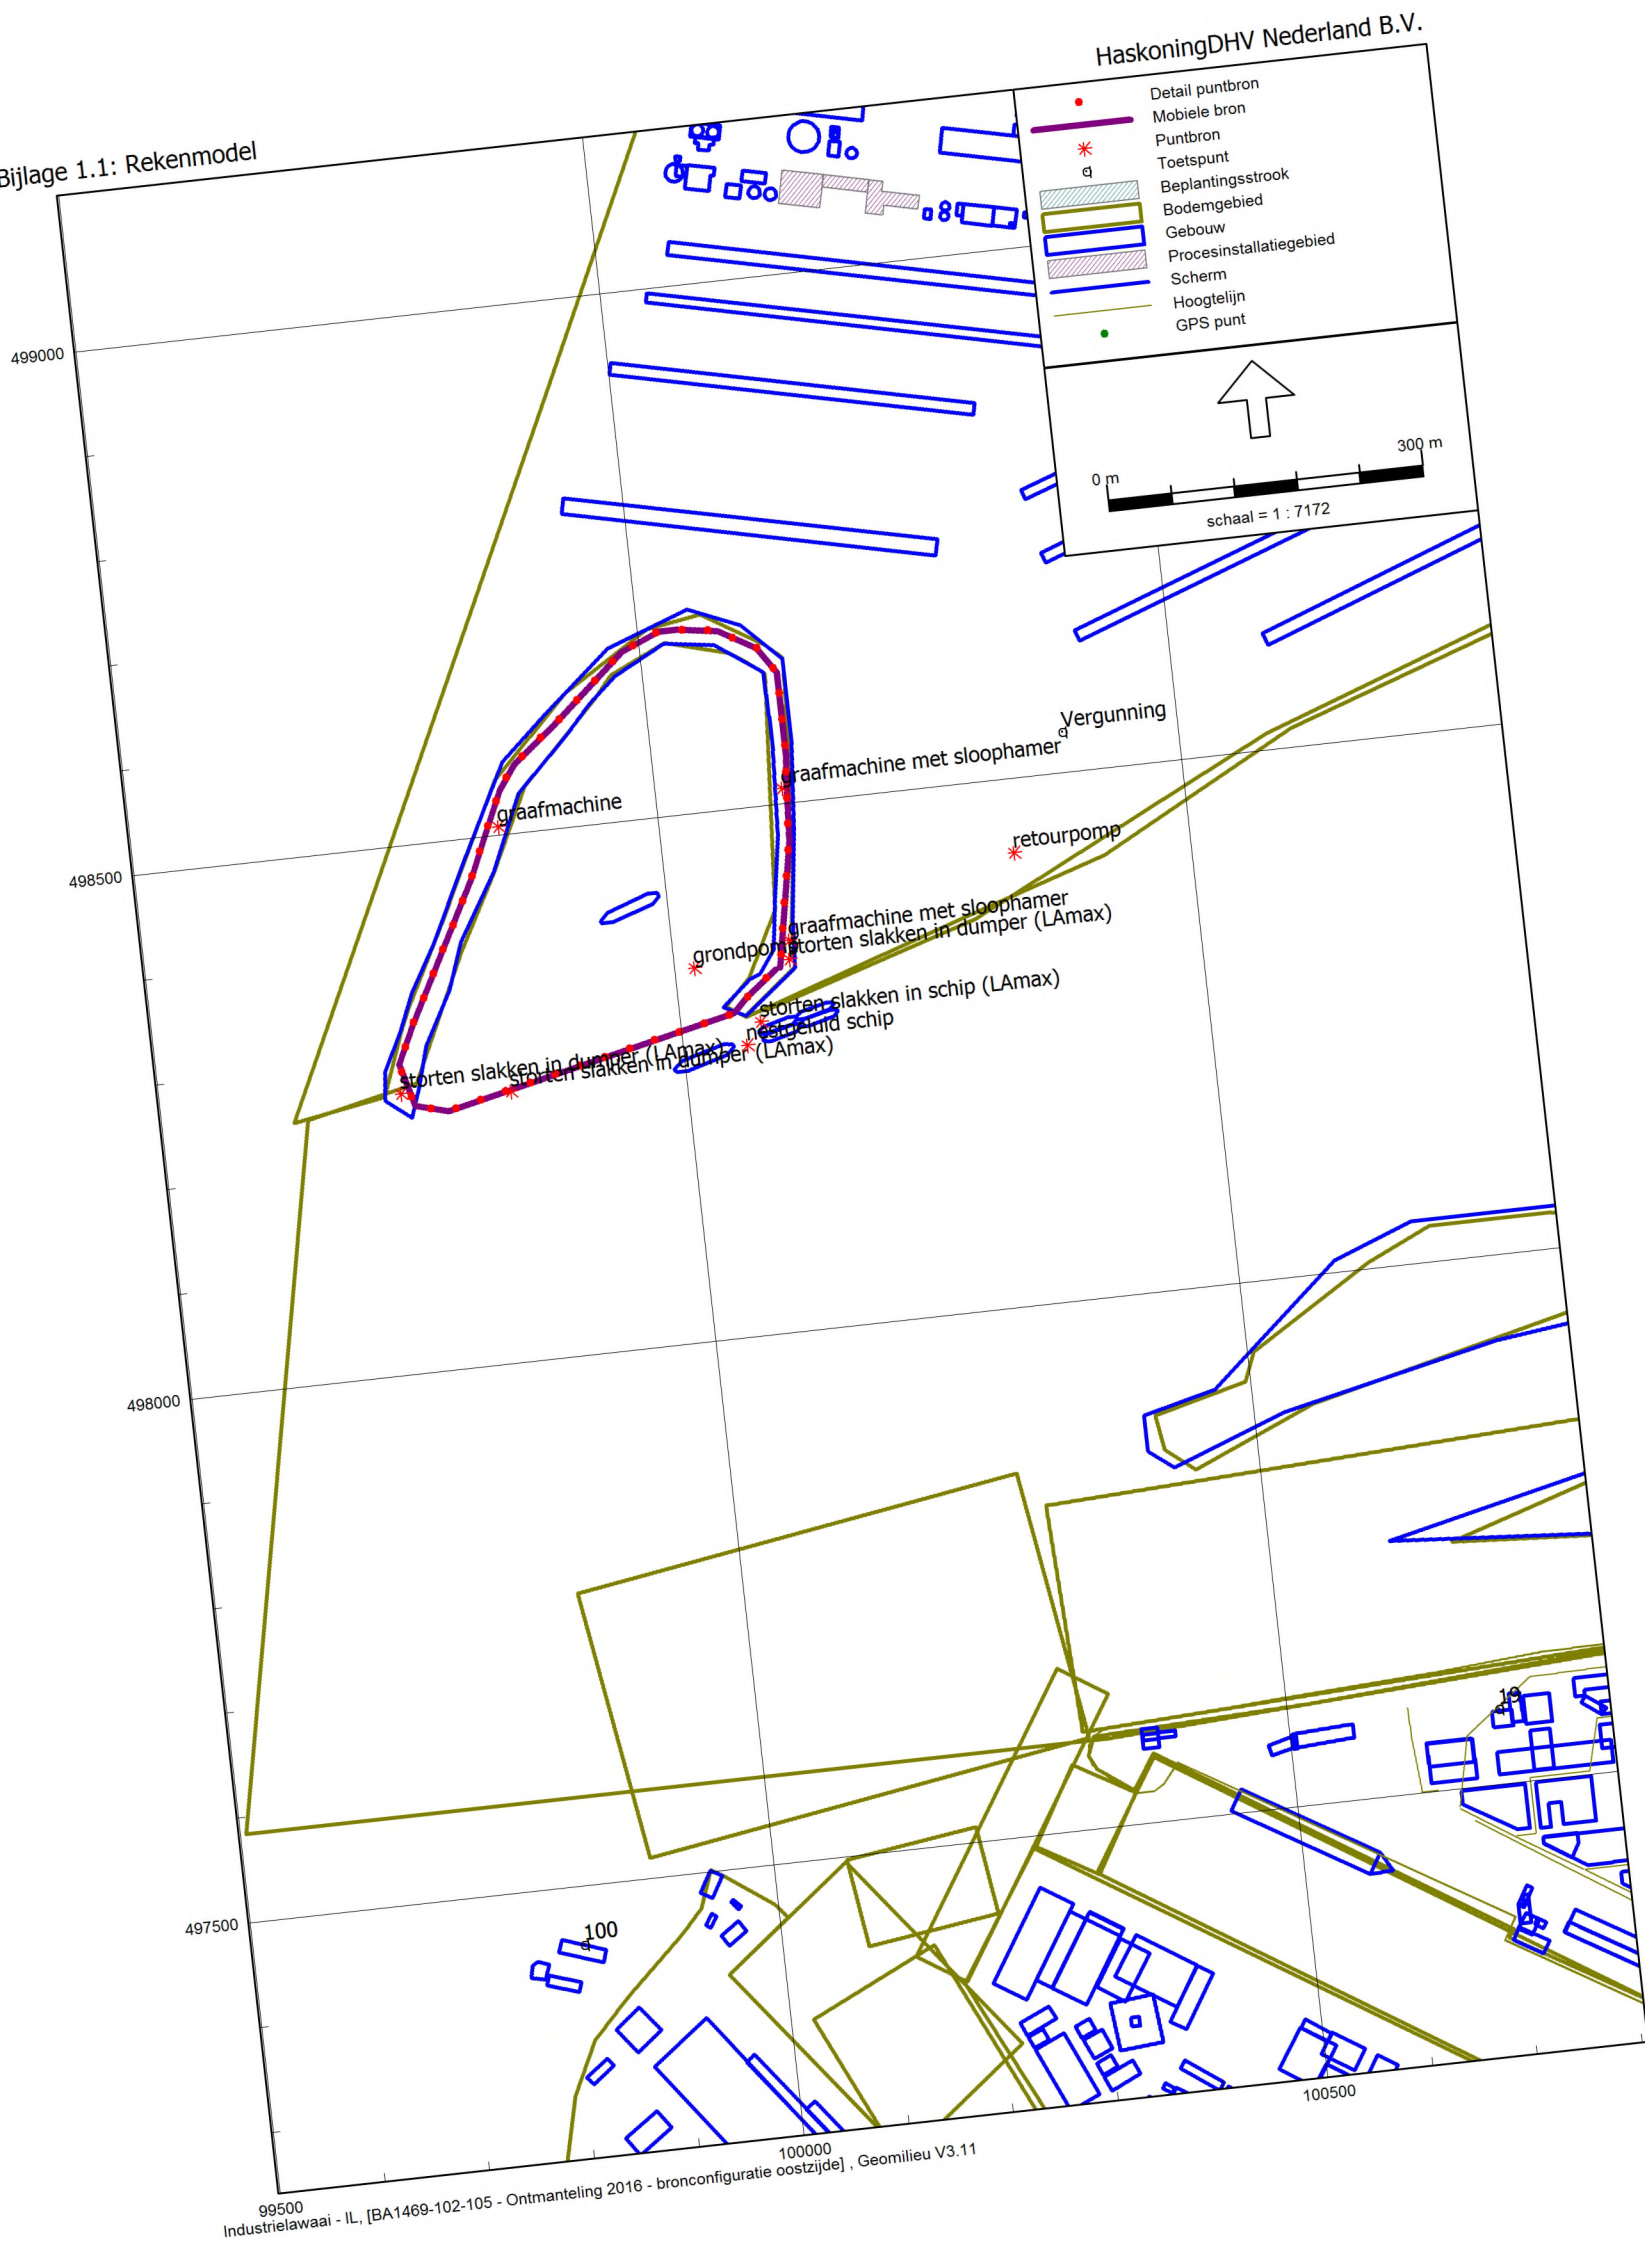 HaskoningDHV Nederland B.V.
Bijlage 1.1: Rekenmodel
Detail puntbron
Mobiele bron
Puntbron
Toetspunt
Beplantingsstrook
Bodemgebied
Gebouw
Procesinstallatiegebied
Scherm
Hoogtelijn
GPS punt
499000
0 m
300 m
schaal = 1 : 7172
Vergunning
graafmachine met sloophamer
graafmachine
retourpomp
498500
graafmachine met sloophamer
storten slakken in dumper (LAmax)
grondpomp
storten slakken in schip (LAmax)
nestgeluid schip
storten slakken in dumper (LAmax)
storten slakken in dumper (LAmax)
498000
19
497500
100
100500
100000
99500
Industrielawaai - IL, [BA1469-102-105 - Ontmanteling 2016 - bronconfiguratie oostzijde] , Geomilieu V3.11